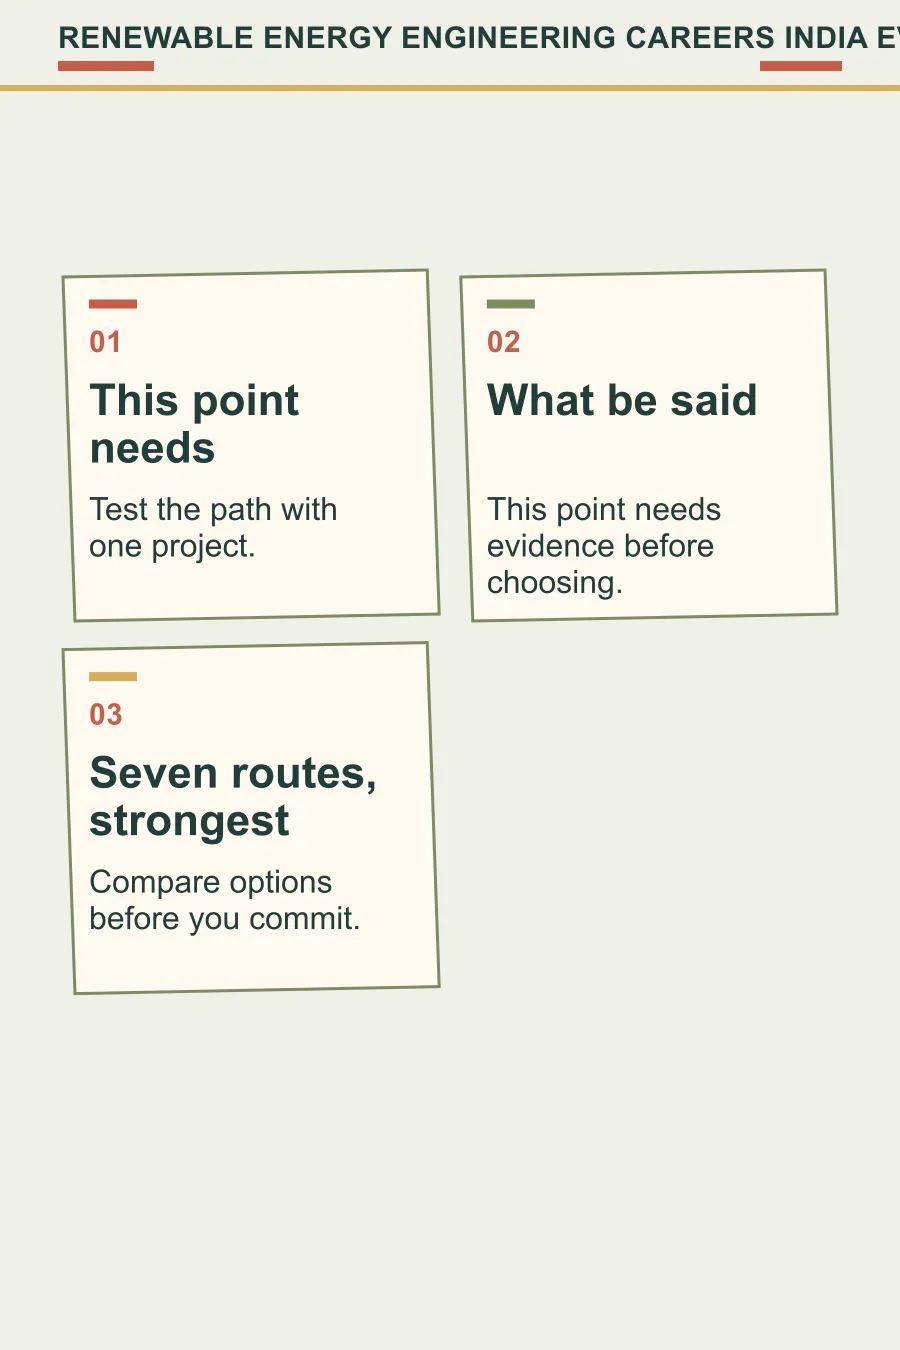 RENEWABLE ENERGY ENGINEERING CAREERS INDIA
01
This point
needs
Test the path with
one project.
02
What be said
This point needs
evidence before
choosing.
03
Seven routes,
strongest
Compare options
before you commit.